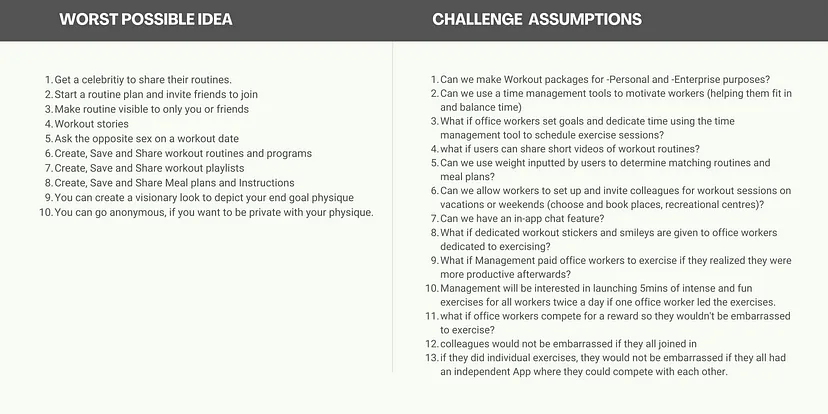 WORST POSSIBLE IDEA
1. Get a celebritiy to share their routines.
2. Start a routine plan and invite friends to join
3. Make routine visible to only you or friends
4. Workout stories
5. Ask the opposite sex on a workout date
6. Create, Save and Share workout routines and programs
7. Create, Save and Share workout playlists
8. Create, Save and Share Meal plans and Instructions
9. You can create a visionary look to depict your end goal physique
10. You can go anonymous, if you want to be private with your physique.
CHALLENGE ASSUMPTIONS
1. Can we make Workout packages for -Personal and -Enterprise purposes?
2. Can we use a time management tools to motivate workers (helping them fit in
and balance time)
3. What if office workers set goals and dedicate time using the time
management tool to schedule exercise sessions?
4. what if users can share short videos of workout routines?
5. Can we use weight inputted by users to determine matching routines and
meal plans?
6. Can we allow workers to set up and invite colleagues for workout sessions on
vacations or weekends (choose and book places, recreational centres)?
7. Can we have an in-app chat feature?
8. What if dedicated workout stickers and smileys are given to office workers
dedicated to exercising?
9. What if Management paid office workers to exercise if they realized they were
more productive afterwards?
10. Management will be interested in launching 5mins of intense and fun
exercises for all workers twice a day if one office worker led the exercises.
11. what if office workers compete for a reward so they wouldn't be embarrassed
to exercise?
12. colleagues would not be embarrassed if they all joined in
13. if they did individual exercises, they would not be embarrassed if they all had
an independent App where they could compete with each other.